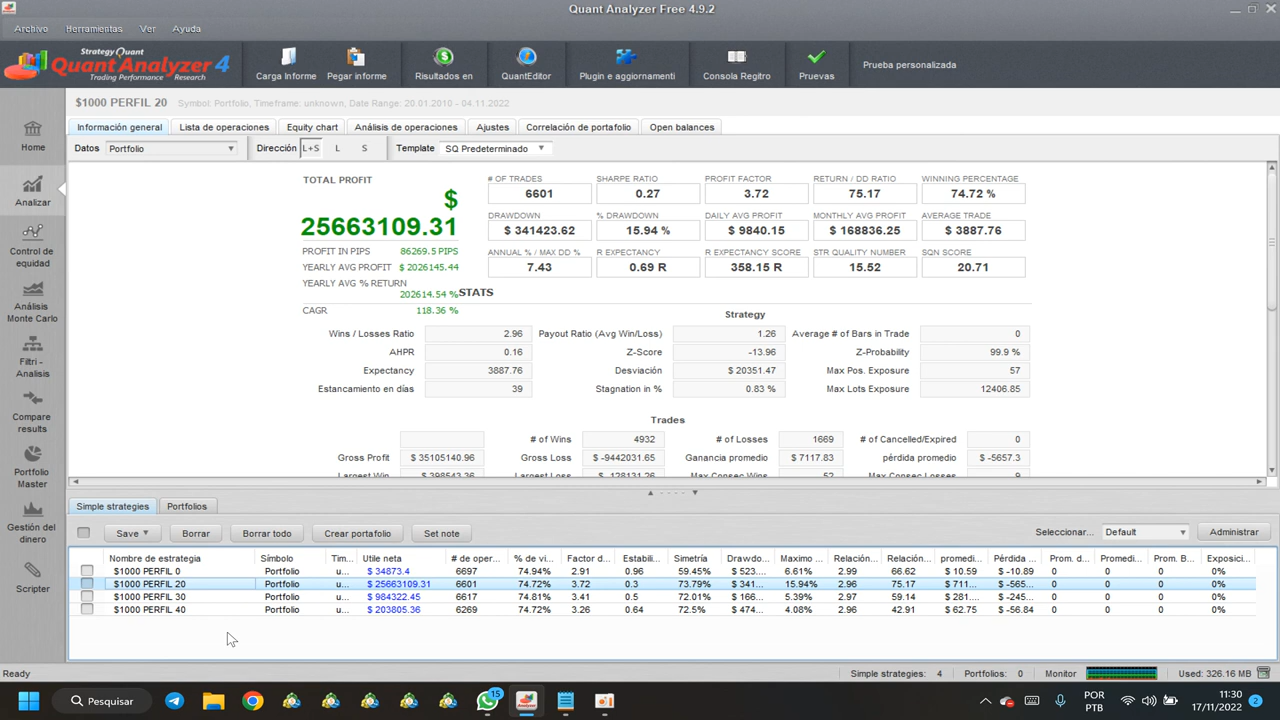 Quant Analyzer Free 4.9.2
Archivo Herramientas Ver Ayuda
StrategyQuant
Quant Analyzer 4
Trading Performance Research
Carga Informe Pegar informe Risultados en QuantEditor Plugin e aggiornamenti Consola Regitro Pruevas Prueba personalizada
$1000 PERFIL 20 Symbol: Portfolio, Timeframe: unknown, Date Range: 20.01.2010 - 04.11.2022
Información general Lista de operaciones Equity chart Análisis de operaciones Ajustes Correlación de portafolio Open balances
Datos Portfolio Dirección L+S L S Template SQ Predeterminado
Home
Analizar
Control de equidad
Análisis Monte Carlo
Filtri - Analisis
Compare results
Portfolio Master
Gestión del dinero
Scripter
TOTAL PROFIT
$
25663109.31
PROFIT IN PIPS 86269.5 PIPS
YEARLY AVG PROFIT $ 2026145.44
YEARLY AVG % RETURN
202614.54 %
CAGR 118.36 %
# OF TRADES SHARPE RATIO PROFIT FACTOR RETURN / DD RATIO WINNING PERCENTAGE
6601 0.27 3.72 75.17 74.72 %
DRAWDOWN % DRAWDOWN DAILY AVG PROFIT MONTHLY AVG PROFIT AVERAGE TRADE
$ 341423.62 15.94 % $ 9840.15 $ 168836.25 $ 3887.76
ANNUAL % / MAX DD % R EXPECTANCY R EXPECTANCY SCORE STR QUALITY NUMBER SQN SCORE
7.43 0.69 R 358.15 R 15.52 20.71
STATS
Strategy
Wins / Losses Ratio 2.96 Payout Ratio (Avg Win/Loss) 1.26 Average # of Bars in Trade 0
AHPR 0.16 Z-Score -13.96 Z-Probability 99.9 %
Expectancy 3887.76 Desviación $ 20351.47 Max Pos. Exposure 57
Estancamiento en días 39 Stagnation in % 0.83 % Max Lots Exposure 12406.85
Trades
# of Wins 4932 # of Losses 1669 # of Cancelled/Expired 0
Gross Profit $ 35105140.96 Gross Loss $ -9442031.65 Ganancia promedio $ 7117.83 pérdida promedio $ -5657.3
Largest Win $ 398543.36 Largest Loss $ -128131.26 Max Consec Wins 52 Max Consec Losses 9
Simple strategies Portfolios
Save Borrar Borrar todo Crear portafolio Set note Seleccionar... Default Administrar
Nombre de estrategia Símbolo Tim... Utile neta # de oper... % de vi... Factor d... Estabili... Simetría Drawdo... Maximo ... Relación... Relación... promedi... Pérdida ... Prom. d... Promedi... Prom. B... Exposici...
$1000 PERFIL 0 Portfolio u... $ 34873.4 6697 74.94% 2.91 0.96 59.45% $ 523.... 6.61% 2.99 66.62 $ 10.59 $ -10.89 0 0 0 0%
$1000 PERFIL 20 Portfolio u... $ 25663109.31 6601 74.72% 3.72 0.3 73.79% $ 341... 15.94% 2.96 75.17 $ 711... $ -565... 0 0 0 0%
$1000 PERFIL 30 Portfolio u... $ 984322.45 6617 74.81% 3.41 0.5 72.01% $ 166... 5.39% 2.97 59.14 $ 281.... $ -245... 0 0 0 0%
$1000 PERFIL 40 Portfolio u... $ 203805.36 6269 74.72% 3.26 0.64 72.5% $ 474... 4.08% 2.96 42.91 $ 62.75 $ -56.84 0 0 0 0%
Ready Simple strategies: 4 Portfolios: 0 Monitor Used: 326.16 MB
Pesquisar 15 POR PTB 11:30 17/11/2022 2